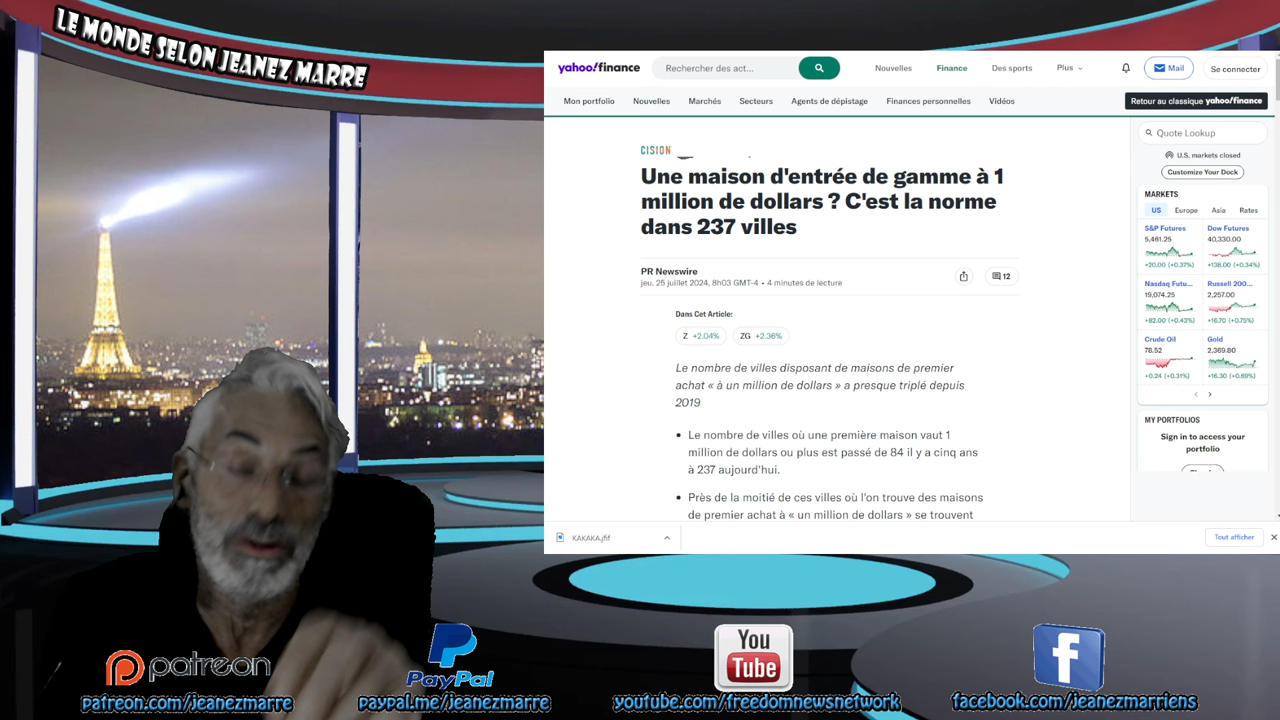 LE MONDE SELON JEANEZ MARRE
yahoo!finance
Rechercher des act...
Nouvelles
Finance
Des sports
Plus
Mail
Se connecter
Mon portfolio
Nouvelles
Marchés
Secteurs
Agents de dépistage
Finances personnelles
Vidéos
Retour au classique yahoo!finance
CISION
Une maison d'entrée de gamme à 1
million de dollars ? C'est la norme
dans 237 villes
PR Newswire
jeu. 25 juillet 2024, 8h03 GMT-4 • 4 minutes de lecture
12
Dans Cet Article:
Z +2.04%
ZG +2.36%
Le nombre de villes disposant de maisons de premier
achat « à un million de dollars » a presque triplé depuis
2019
• Le nombre de villes où une première maison vaut 1
million de dollars ou plus est passé de 84 il y a cinq ans
à 237 aujourd'hui.
• Près de la moitié de ces villes où l'on trouve des maisons
de premier achat à « un million de dollars » se trouvent
Quote Lookup
U.S. markets closed
Customize Your Dock
MARKETS
US Europe Asia Rates
S&P Futures
5,461.25
+20.00 (+0.37%)
Dow Futures
40,330.00
+138.00 (+0.34%)
Nasdaq Futu...
19,074.25
+82.00 (+0.43%)
Russell 200...
2,257.00
+16.70 (+0.75%)
Crude Oil
78.52
+0.24 (+0.31%)
Gold
2,369.80
+16.30 (+0.69%)
MY PORTFOLIOS
Sign in to access your
portfolio
KAKAKA.jfif
Tout afficher
patreon
PayPal
You
Tube
f
patreon.com/jeanezmarre
paypal.me/jeanezmarre
youtube.com/freedomnewsnetwork
facebook.com/jeanezmarriens